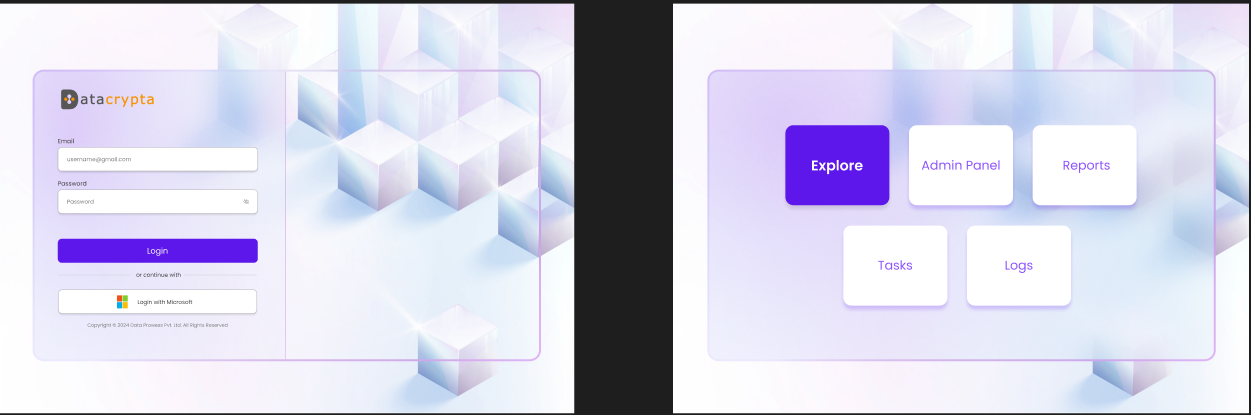 Datacrypta
Email
username@gmail.com
Password
Password
Login
or continue with
Login with Microsoft
Copyright © 2024 Data Prowess Pvt. Ltd. All Rights Reserved
Explore
Admin Panel
Reports
Tasks
Logs